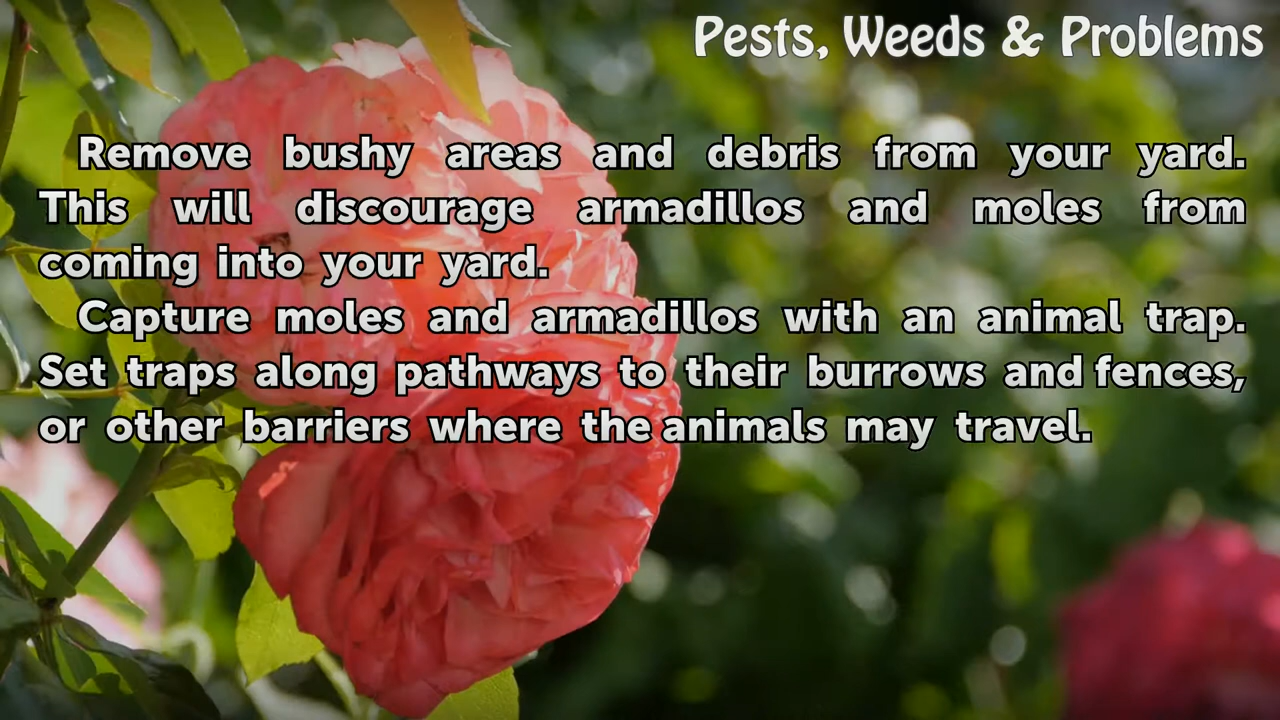 Pests, Weeds & Problems
Remove bushy areas and debris from your yard.
This will discourage armadillos and moles from
coming into your yard.
Capture moles and armadillos with an animal trap.
Set traps along pathways to their burrows and fences,
or other barriers where the animals may travel.